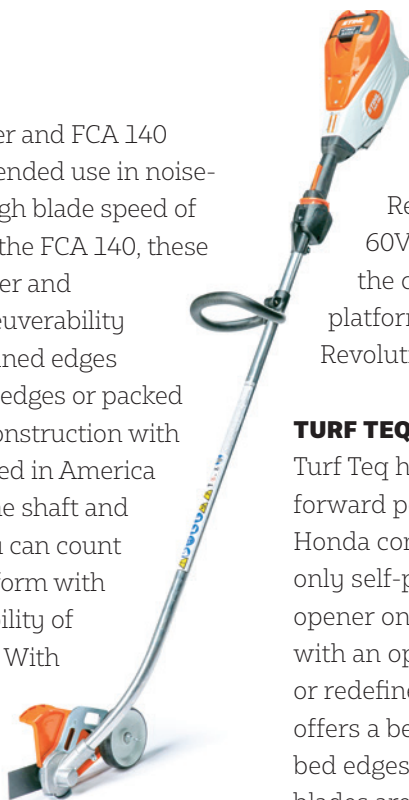 er and FCA 140
ended use in noise-
gh blade speed of
the FCA 140, these
er and
euverability
ned edges
edges or packed
onstruction with
ed in America
e shaft and
u can count
form with
ility of
With
Re
60V
the c
platform
Revoluti
TURF TEQ
Turf Teq h
forward p
Honda con
only self-p
opener on
with an op
or redefine
offers a be
bed edges